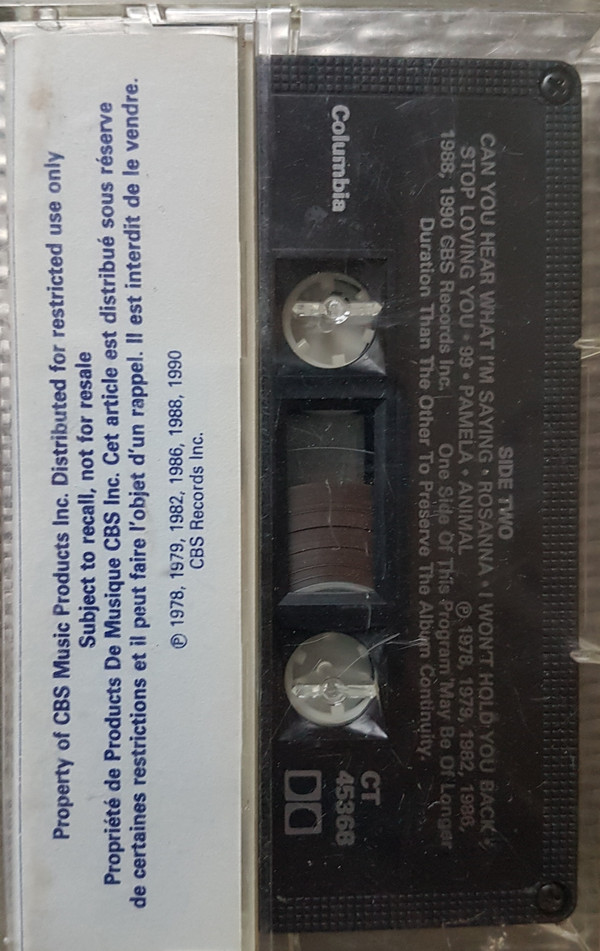 Property of CBS Music Products Inc. Distributed for restricted use only
Subject to recall, not for resale
Propriété de Products De Musique CBS Inc. Cet article est distribué sous réserve
de certaines restrictions et il peut faire l'objet d'un rappel. Il est interdit de le vendre.
℗ 1978, 1979, 1982, 1986, 1988, 1990
CBS Records Inc.
SIDE TWO
CAN YOU HEAR WHAT I'M SAYING • ROSANNA • I WON'T HOLD YOU BACK •
STOP LOVING YOU • 99 • PAMELA • ANIMAL ℗ 1978, 1979, 1982, 1986,
1988, 1990 CBS Records Inc. One Side Of This Program May Be Of Longer
Duration Than The Other To Preserve The Album Continuity.
Columbia
CT
45368